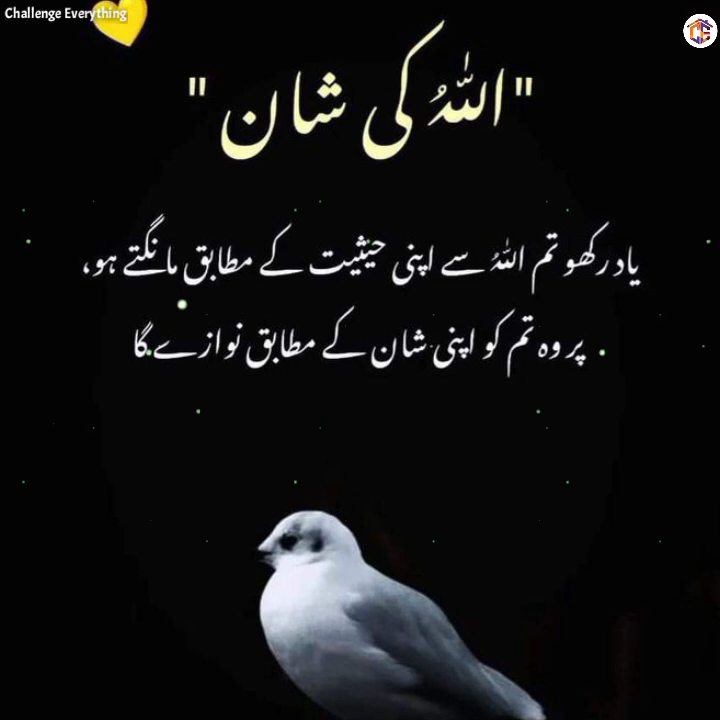 Challenge Everything
"اللہُ کی شان"
یاد رکھو تم اللہُ سے اپنی حیثیت کے مطابق مانگتے ہو،
پر وہ تم کو اپنی شان کے مطابق نوازے گا